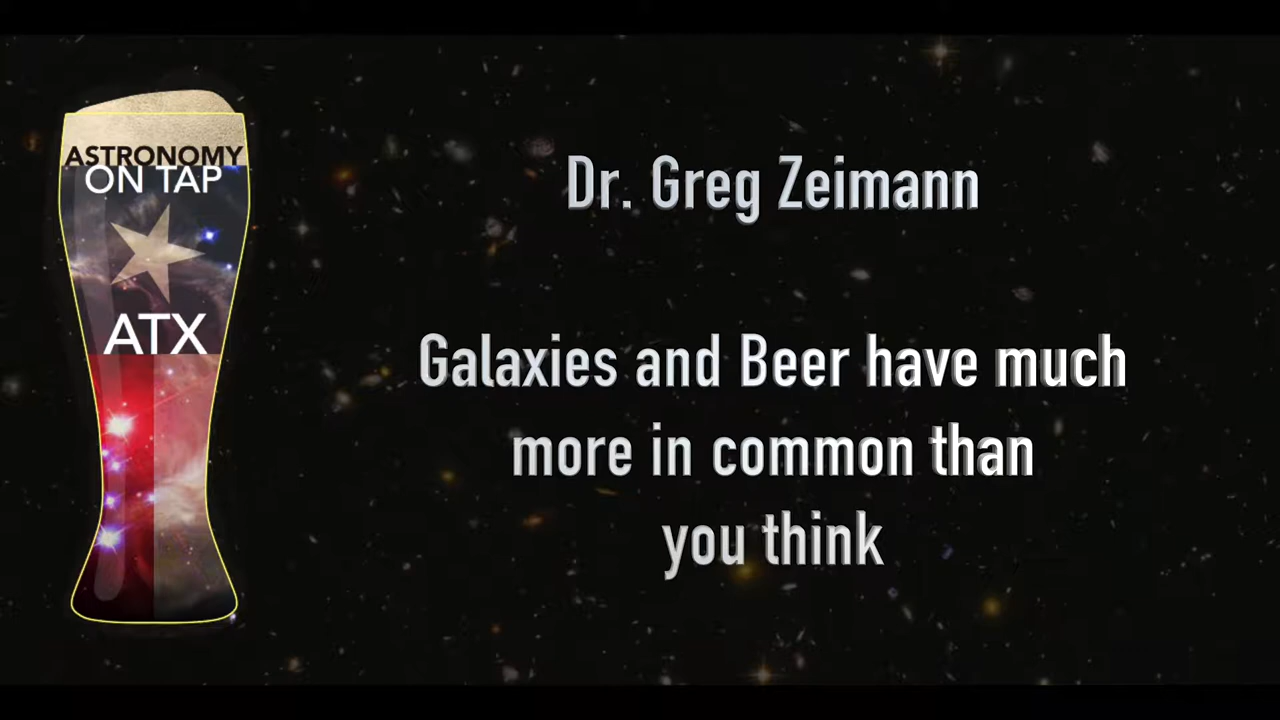 ASTRONOMY
ON TAP
ATX
Dr. Greg Zeimann
Galaxies and Beer have much
more in common than
you think